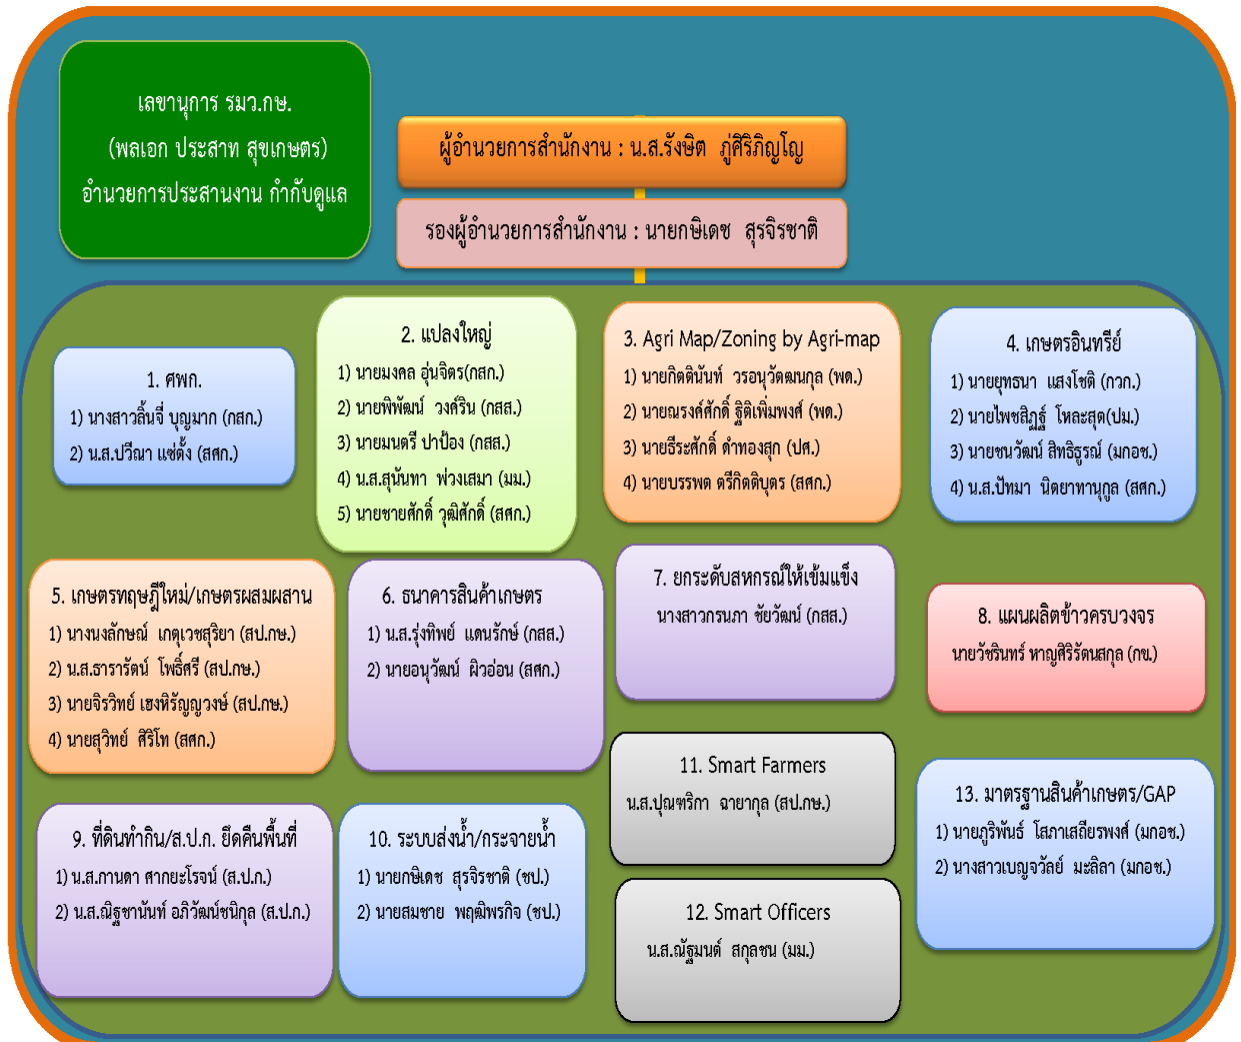 เลขานุการ รมว.กษ.
(พลเอก ประสาท สุขเกษตร)
อำนวยการประสานงาน กำกับดูแล
ผู้อำนวยการสำนักงาน : น.ส.รังษิต ภู่ศิริภิญโญ
รองผู้อำนวยการสำนักงาน : นายกษิเดช สุรจิรชาติ
1. ศพก.
1) นางสาวลิ้นจี่ บุญมาก (กสก.)
2) น.ส.ปวีณา แซ่ตั้ง (สศก.)
2. แปลงใหญ่
1) นายมงคล อุ่นจิตร(กสก.)
2) นายพิพัฒน์ วงศ์ริน (กสส.)
3) นายมนตรี ปาป้อง (กสส.)
4) น.ส.สุนันทา พ่วงเสมา (มม.)
5) นายชายศักดิ์ วุฒิศักดิ์ (สศก.)
3. Agri Map/Zoning by Agri-map
1) นายกิตตินันท์ วรอนุวัตฒนกุล (พด.)
2) นายณรงค์ศักดิ์ ฐิติเพิ่มพงศ์ (พด.)
3) นายธีระศักดิ์ ดำทองสุก (ปศ.)
4) นายบรรพต ตรีกิตติบุตร (สศก.)
4. เกษตรอินทรีย์
1) นายยุทธนา แสงโชติ (กวก.)
2) นายไพชสิฏฐ์ โหละสุต(ปม.)
3) นายชนวัฒน์ สิทธิธูรณ์ (มกอช.)
4) น.ส.ปัทมา นิตยาทานุกูล (สศก.)
5. เกษตรทฤษฎีใหม่/เกษตรผสมผสาน
1) นางนงลักษณ์ เกตุเวชสุริยา (สป.กษ.)
2) น.ส.ธารารัตน์ โพธิ์ศรี (สป.กษ.)
3) นายจิรวิทย์ เฮงหิรัญญวงษ์ (สป.กษ.)
4) นายสุวิทย์ ศิริโท (สศก.)
6. ธนาคารสินค้าเกษตร
1) น.ส.รุ่งทิพย์ แดนรักษ์ (กสส.)
2) นายอนุวัฒน์ ผิวอ่อน (สศก.)
7. ยกระดับสหกรณ์ให้เข้มแข็ง
นางสาวกรนภา ชัยวัฒน์ (กสส.)
8. แผนผลิตข้าวครบวงจร
นายวัชรินทร์ หาญศิริรัตนสกุล (กข.)
9. ที่ดินทำกิน/ส.ป.ก. ยึดคืนพื้นที่
1) น.ส.กานดา ศากยะโรจน์ (ส.ป.ก.)
2) น.ส.ณิฐชานันท์ อภิวัฒน์ชนิกุล (ส.ป.ก.)
10. ระบบส่งน้ำ/กระจายน้ำ
1) นายกษิเดช สุรจิรชาติ (ชป.)
2) นายสมชาย พฤฒิพรกิจ (ชป.)
11. Smart Farmers
น.ส.ปุณฑริกา ฉายากุล (สป.กษ.)
12. Smart Officers
น.ส.ณัฐมนต์ สกุลชน (มม.)
13. มาตรฐานสินค้าเกษตร/GAP
1) นายภูริพันธ์ โสภาเสถียรพงศ์ (มกอช.)
2) นางสาวเบญจวัลย์ มะลิลา (มกอช.)